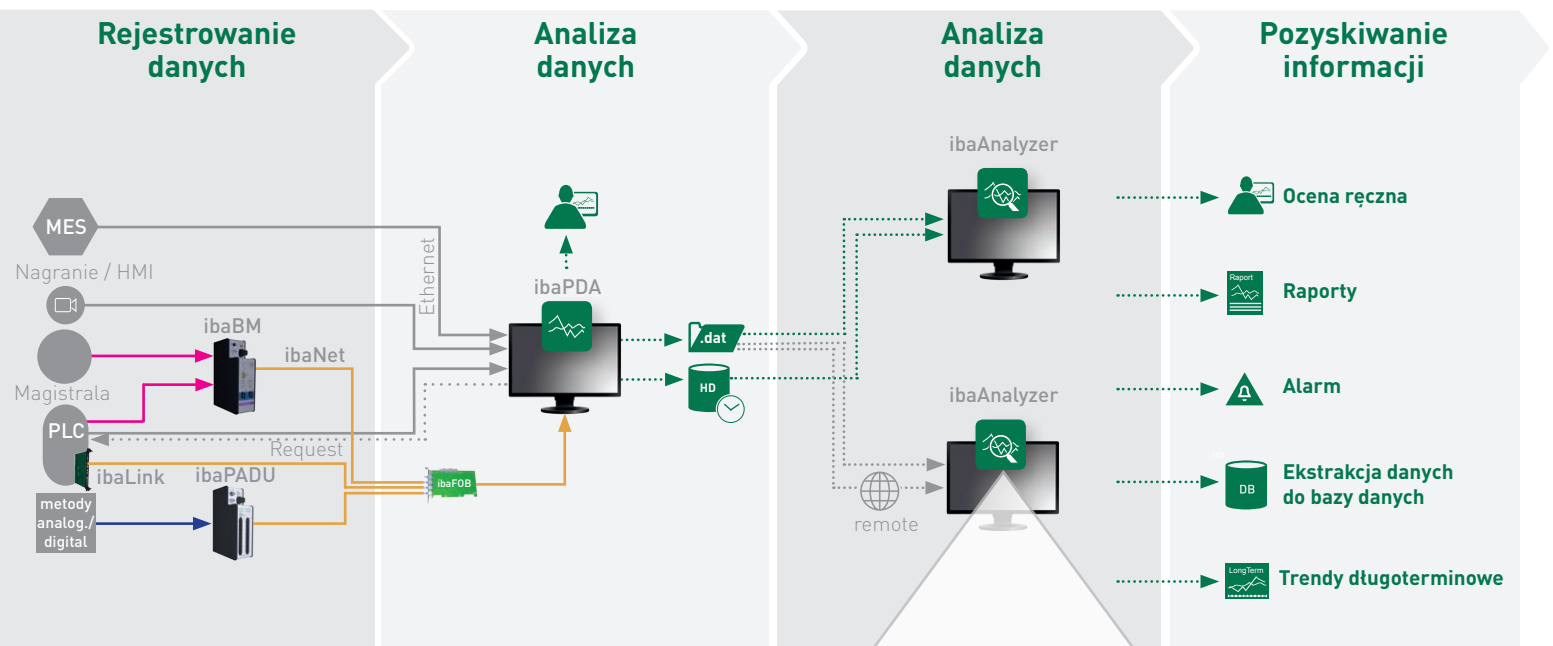 Rejestrowanie
danych
Analiza
danych
Analiza
danych
Pozyskiwanie
informacji
MES
Nagranie / HMI
ibaBM
ibaNet
Magistrala
PLC
Request
ibaLink
ibaPADU
metody
analog./
digital
Ethernet
ibaFOB
ibaPDA
.dat
HD
ibaAnalyzer
ibaAnalyzer
remote
Ocena ręczna
Raport
Raporty
Alarm
DB
Ekstrakcja danych
do bazy danych
LongTerm
Trendy długoterminowe